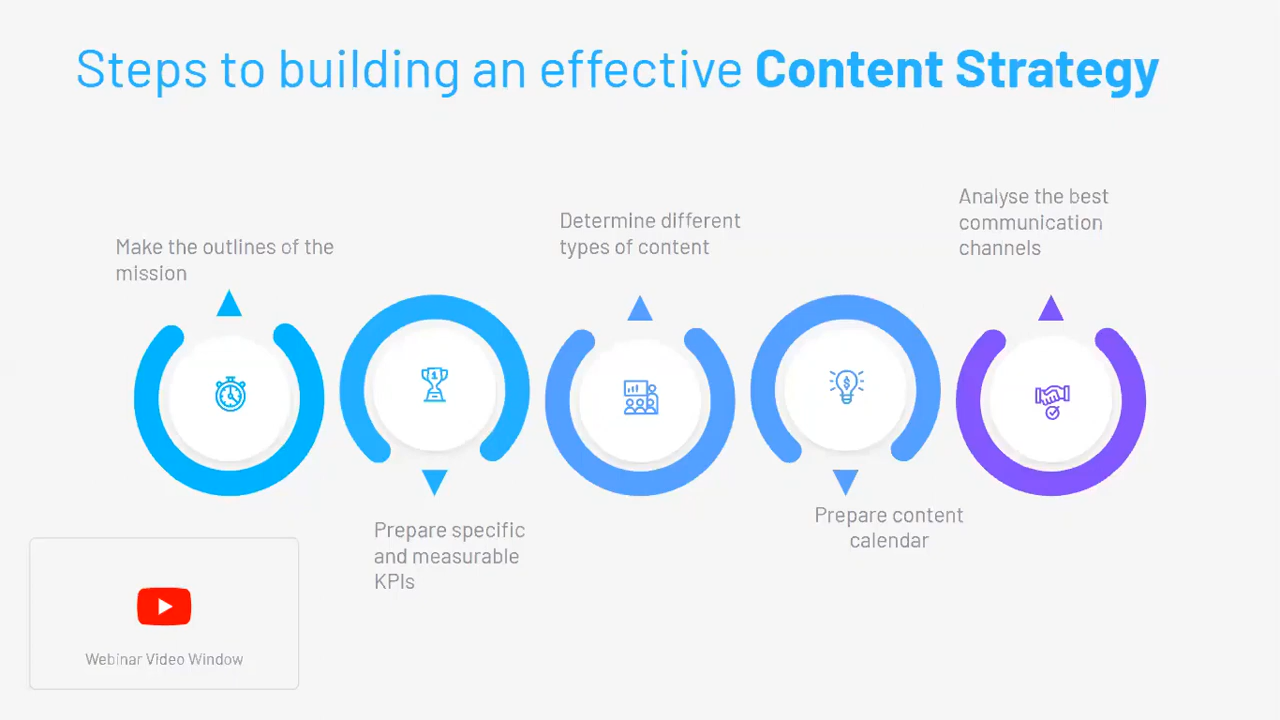 Steps to building an effective Content Strategy
Make the outlines of the
mission
Prepare specific
and measurable
KPIs
Determine different
types of content
Prepare content
calendar
Analyse the best
communication
channels
1
$
Webinar Video Window